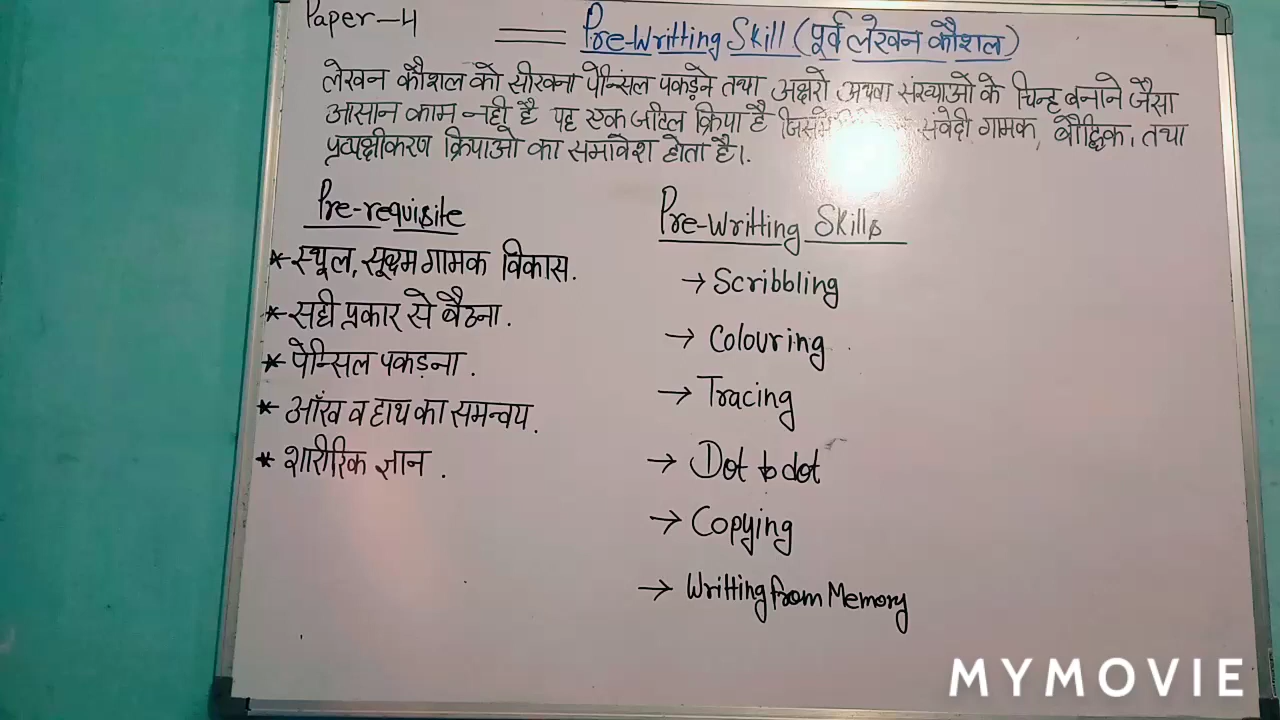 Paper-4
Pre-Writting Skill (पूर्व लेखन कौशल)
लेखन कौशल को सीखना पेन्सिल पकड़ने तथा अक्षरो अथवा संख्याओ के चिन्ह बनाने जैसा
आसान काम नही है यह एक जटिल क्रिया है जिसमे संवेदी गामक, बौद्धिक, तथा
प्रत्यक्षीकरण क्रियाओ का समावेश होता है।
Pre-requisite
* स्थूल, सूक्ष्म गामक विकास.
* सही प्रकार से बैठना.
* पेन्सिल पकड़ना.
* आँख व हाथ का समन्वय.
* शारीरिक ज्ञान.
Pre-Writting Skills
→ Scribbling
→ Colouring
→ Tracing
→ Dot to dot
→ Copying
→ Writting from Memory
MYMOVIE